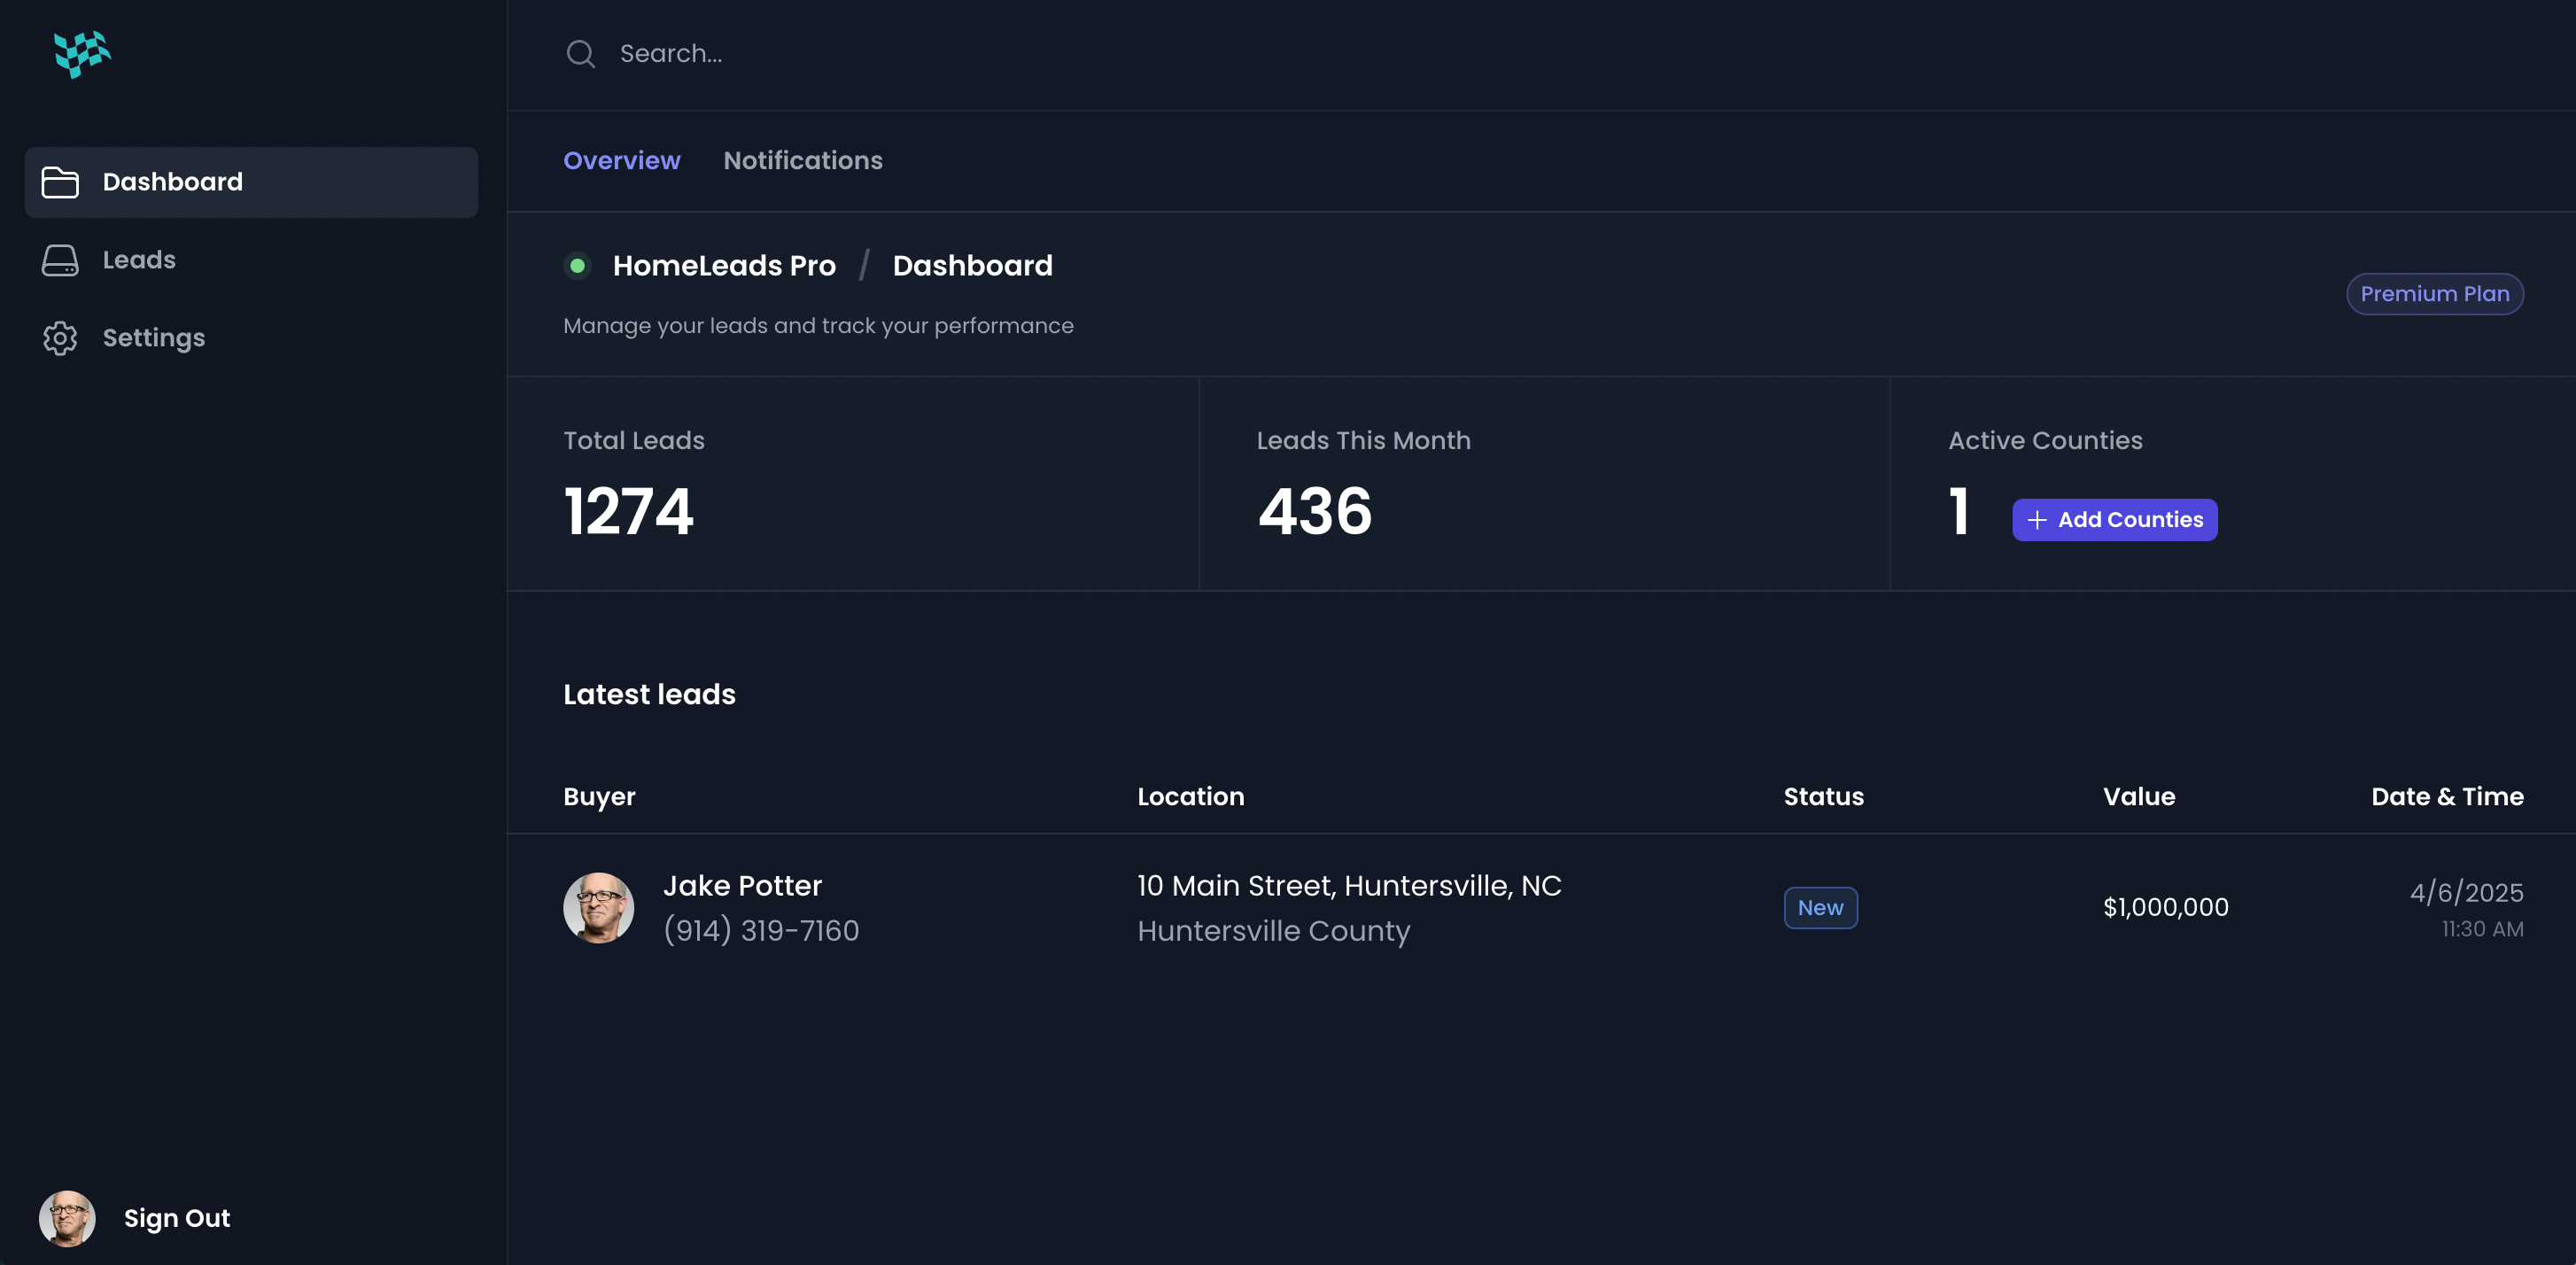 Search...
Dashboard
Leads
Settings
Overview Notifications
HomeLeads Pro / Dashboard
Manage your leads and track your performance
Premium Plan
Total Leads
1274
Leads This Month
436
Active Counties
1
Add Counties
Latest leads
Buyer Location Status Value Date & Time
Jake Potter
(914) 319-7160
10 Main Street, Huntersville, NC
Huntersville County
New
$1,000,000
4/6/2025
11:30 AM
Sign Out